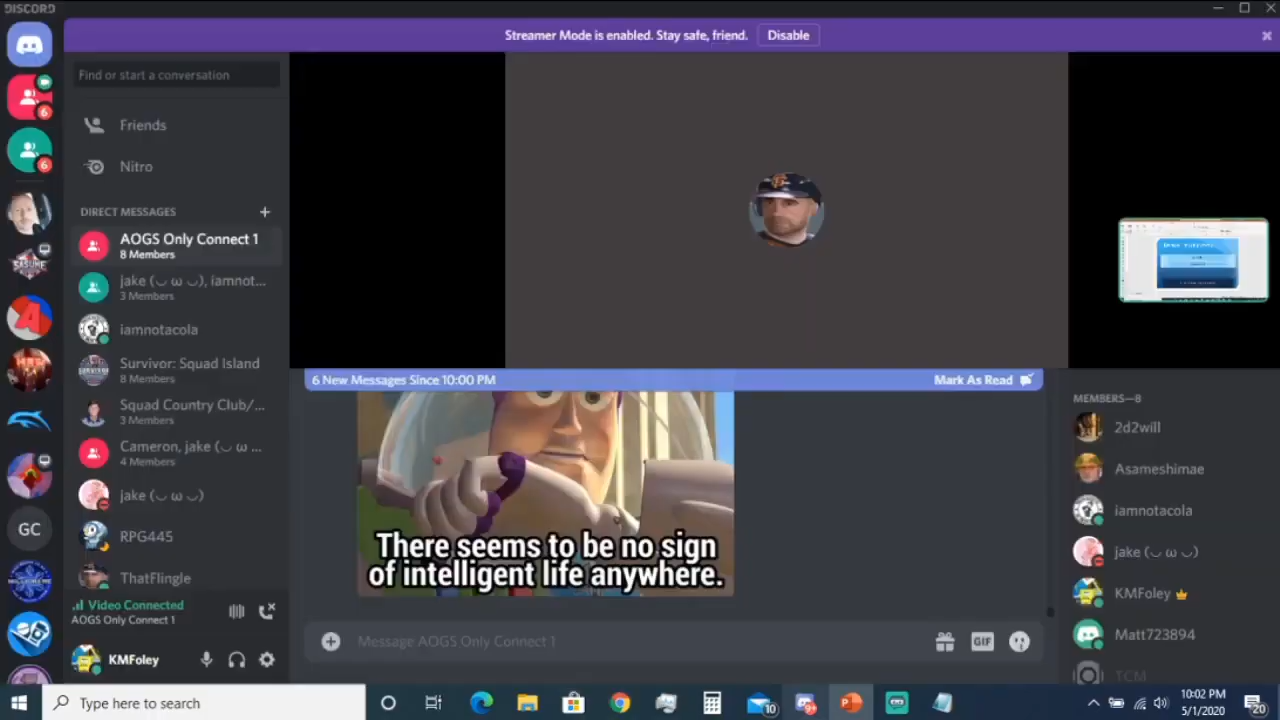 DISCORD
Streamer Mode is enabled. Stay safe, friend.
Disable
Find or start a conversation
6
Friends
6
Nitro
DIRECT MESSAGES
AOGS Only Connect 1
8 Members
jake (◡ ω ◡), iamnot...
3 Members
iamnotacola
Survivor: Squad Island
8 Members
Squad Country Club/...
3 Members
Cameron, jake (◡ ω ...
4 Members
jake (◡ ω ◡)
GC
RPG445
ThatFlingle
Video Connected
AOGS Only Connect 1
KMFoley
6 New Messages Since 10:00 PM
Mark As Read
There seems to be no sign
of intelligent life anywhere.
Message AOGS Only Connect 1
GIF
MEMBERS—8
2d2will
Asameshimae
iamnotacola
jake (◡ ω ◡)
KMFoley
Matt723894
TCM
Type here to search
10
9+
10:02 PM
5/1/2020
20